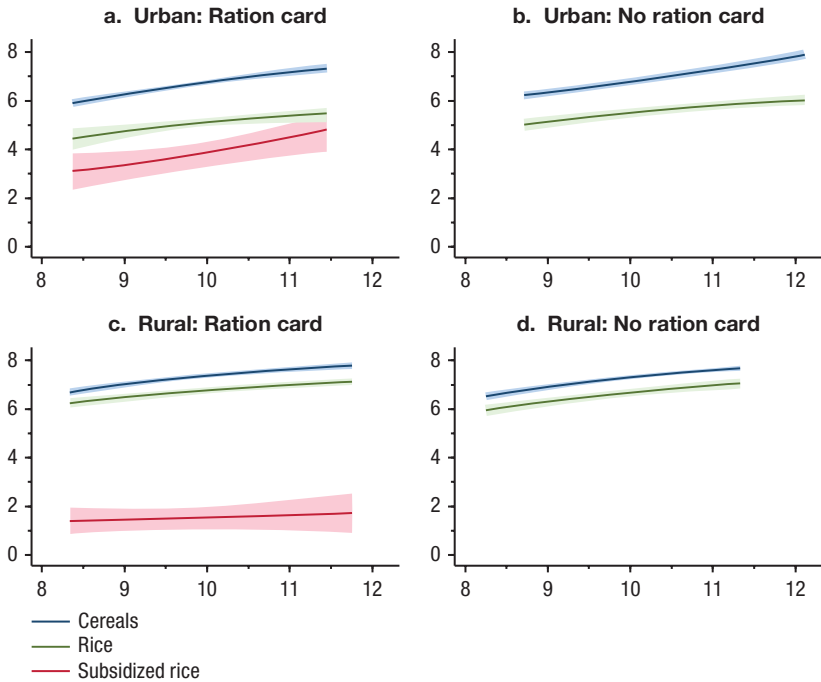 a. Urban: Ration card
8
6
4
2
0
8 9 10 11 12
b. Urban: No ration card
8
6
4
2
0
8 9 10 11 12
c. Rural: Ration card
8
6
4
2
0
8 9 10 11 12
d. Rural: No ration card
8
6
4
2
0
8 9 10 11 12
Cereals
Rice
Subsidized rice